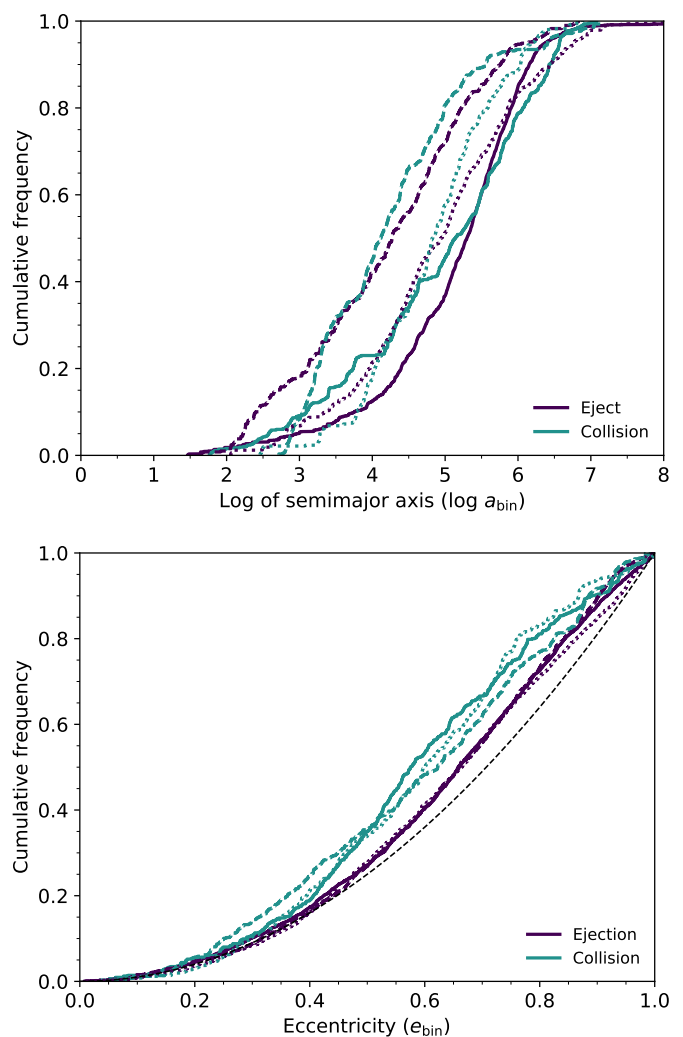 1.0
0.8
0.6
0.4
0.2
0.0
Cumulative frequency
Eject
Collision
0 1 2 3 4 5 6 7 8
Log of semimajor axis (log a_bin)
1.0
0.8
0.6
0.4
0.2
0.0
Cumulative frequency
Ejection
Collision
0.0 0.2 0.4 0.6 0.8 1.0
Eccentricity (e_bin)